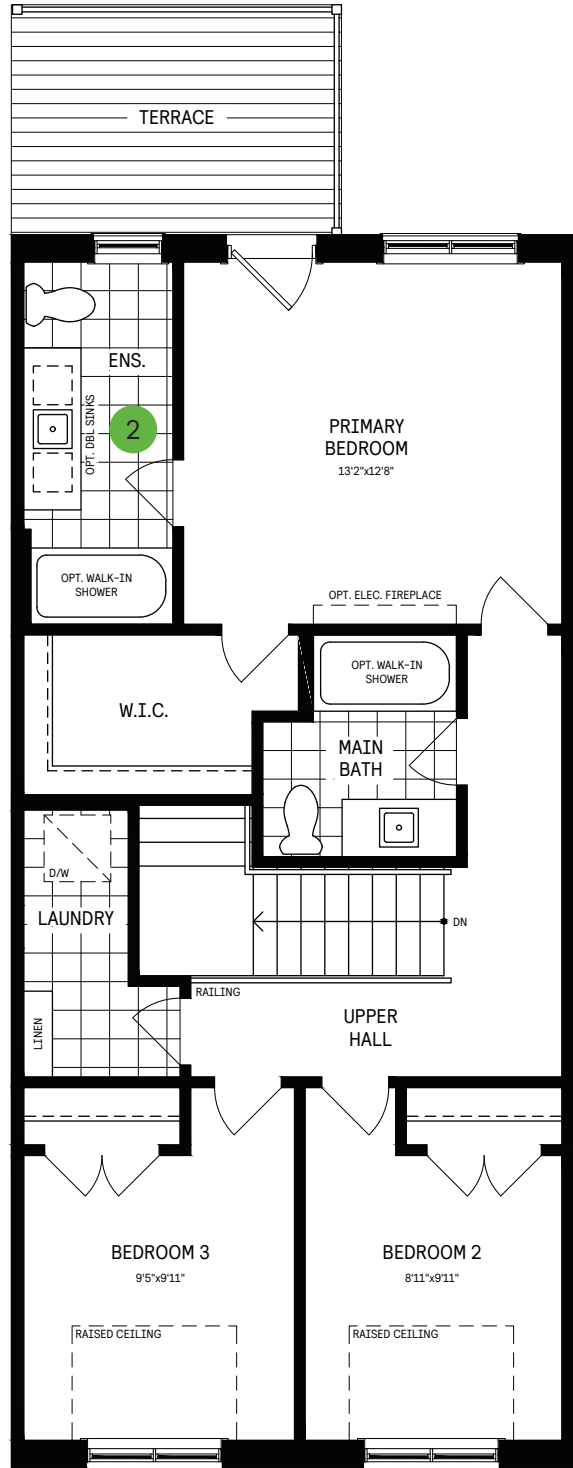 TERRACE
ENS.
2
OPT. DBL SINKS
PRIMARY
BEDROOM
13'2"x12'8"
OPT. WALK-IN
SHOWER
OPT. ELEC. FIREPLACE
OPT. WALK-IN
SHOWER
W.I.C.
MAIN
BATH
D/W
LAUNDRY
DN
RAILING
LINEN
UPPER
HALL
BEDROOM 3
9'5"x9'11"
BEDROOM 2
8'11"x9'11"
RAISED CEILING
RAISED CEILING